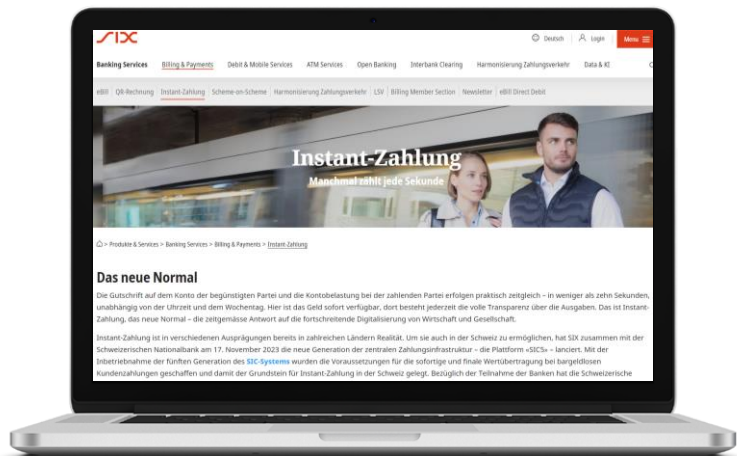 SIX
Deutsch Login Menu
Banking Services Billing & Payments Debit & Mobile Services ATM Services Open Banking Interbank Clearing Harmonisierung Zahlungsverkehr Data & KI
eBill QR-Rechnung Instant-Zahlung Scheme-on-Scheme Harmonisierung Zahlungsverkehr LSV Billing Member Section Newsletter eBill Direct Debit
Instant-Zahlung
Manchmal zählt jede Sekunde
> Produkte & Services > Banking Services > Billing & Payments > Instant-Zahlung
Das neue Normal
Die Gutschrift auf dem Konto der begünstigten Partei und die Kontobelastung bei der zahlenden Partei erfolgen praktisch zeitgleich – in weniger als zehn Sekunden,
unabhängig von der Uhrzeit und dem Wochentag. Hier ist das Geld sofort verfügbar, dort besteht jederzeit die volle Transparenz über die Ausgaben. Das ist Instant-
Zahlung, das neue Normal – die zeitgemässe Antwort auf die fortschreitende Digitalisierung von Wirtschaft und Gesellschaft.
Instant-Zahlung ist in verschiedenen Ausprägungen bereits in zahlreichen Ländern Realität. Um sie auch in der Schweiz zu ermöglichen, hat SIX zusammen mit der
Schweizerischen Nationalbank am 17. November 2023 die neue Generation der zentralen Zahlungsinfrastruktur – die Plattform «SIC5» – lanciert. Mit der
Inbetriebnahme der fünften Generation des SIC-Systems wurden die Voraussetzungen für die sofortige und finale Wertübertragung bei bargeldlosen
Kundenzahlungen geschaffen und damit der Grundstein für Instant-Zahlung in der Schweiz gelegt. Bezüglich der Teilnahme der Banken hat die Schweizerische